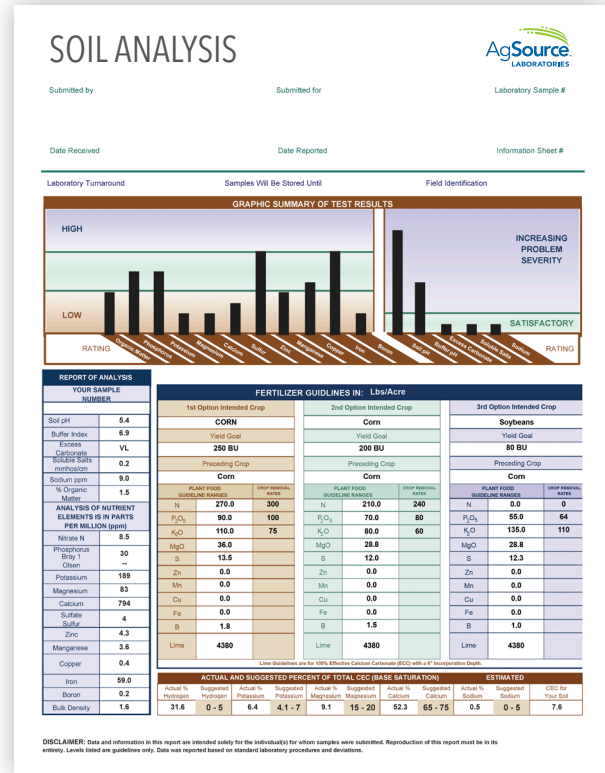 SOIL ANALYSIS
AgSource
LABORATORIES
Submitted by Submitted for Laboratory Sample #
Date Received Date Reported Information Sheet #
Laboratory Turnaround Samples Will Be Stored Until Field Identification
GRAPHIC SUMMARY OF TEST RESULTS
HIGH
LOW
INCREASING
PROBLEM
SEVERITY
SATISFACTORY
RATING Organic Matter Phosphorus Potassium Magnesium Calcium Sulfur Zinc Manganese Copper Iron Boron Soil pH Buffer pH Excess Carbonate Soluble Salts Sodium RATING
REPORT OF ANALYSIS
YOUR SAMPLE
NUMBER
Soil pH 5.4
Buffer Index 6.9
Excess
Carbonate VL
Soluble Salts
mmhos/cm 0.2
Sodium ppm 9.0
% Organic
Matter 1.5
ANALYSIS OF NUTRIENT
ELEMENTS IS IN PARTS
PER MILLION (ppm)
Nitrate N 8.5
Phosphorus
Bray 1 30
Olsen --
Potassium 189
Magnesium 83
Calcium 794
Sulfate
Sulfur 4
Zinc 4.3
Manganese 3.6
Copper 0.4
Iron 59.0
Boron 0.2
Bulk Density 1.6
FERTILIZER GUIDLINES IN: Lbs/Acre
1st Option Intended Crop 2nd Option Intended Crop 3rd Option Intended Crop
CORN Corn Soybeans
Yield Goal Yield Goal Yield Goal
250 BU 200 BU 80 BU
Preceding Crop Preceding Crop Preceding Crop
Corn Corn Corn
PLANT FOOD CROP REMOVAL PLANT FOOD CROP REMOVAL PLANT FOOD CROP REMOVAL
GUIDELINE RANGES RATES GUIDELINE RANGES RATES GUIDELINE RANGES RATES
N 270.0 300 N 210.0 240 N 0.0 0
P2O5 90.0 100 P2O5 70.0 80 P2O5 55.0 64
K2O 110.0 75 K2O 80.0 60 K2O 135.0 110
MgO 36.0 MgO 28.8 MgO 28.8
S 13.5 S 12.0 S 12.3
Zn 0.0 Zn 0.0 Zn 0.0
Mn 0.0 Mn 0.0 Mn 0.0
Cu 0.0 Cu 0.0 Cu 0.0
Fe 0.0 Fe 0.0 Fe 0.0
B 1.8 B 1.5 B 1.0
Lime 4380 Lime 4380 Lime 4380
Lime Guidelines are for 100% Effective Calcium Carbonate (ECC) with a 6" Incorporation Depth.
ACTUAL AND SUGGESTED PERCENT OF TOTAL CEC (BASE SATURATION) ESTIMATED
Actual % Suggested Actual % Suggested Actual % Suggested Actual % Suggested Actual % Suggested CEC for
Hydrogen Hydrogen Potassium Potassium Magnesium Magnesium Calcium Calcium Sodium Sodium Your Soil
31.6 0 - 5 6.4 4.1 - 7 9.1 15 - 20 52.3 65 - 75 0.5 0 - 5 7.6
DISCLAIMER: Data and information in this report are intended solely for the individual(s) for whom samples were submitted. Reproduction of this report must be in its
entirety. Levels listed are guidelines only. Data was reported based on standard laboratory procedures and deviations.